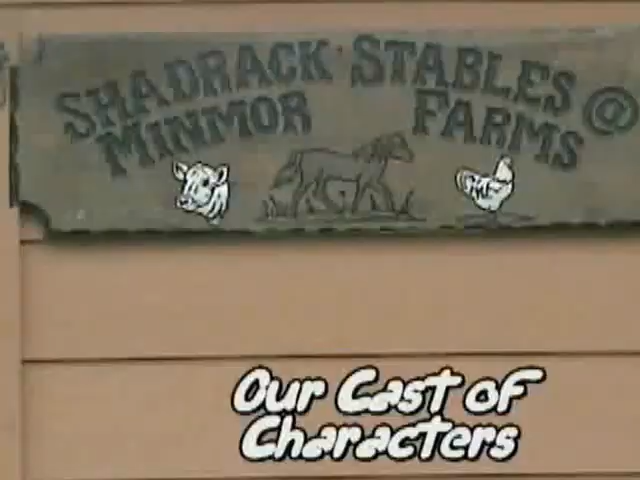 SHADRACK STABLES @
MINMOR FARMS
Our Cast of
Characters